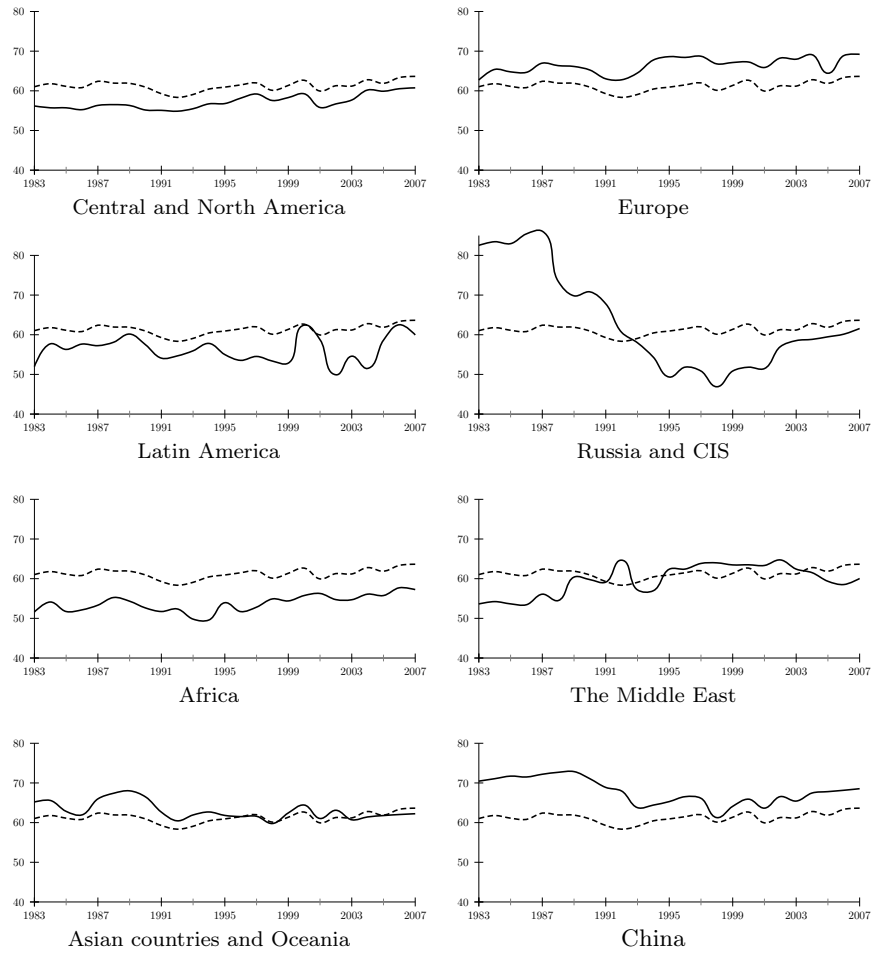 80 80
70 70
60 60
50 50
40 40
1983 1987 1991 1995 1999 2003 2007 1983 1987 1991 1995 1999 2003 2007
Central and North America Europe
80 80
70 70
60 60
50 50
40 40
1983 1987 1991 1995 1999 2003 2007 1983 1987 1991 1995 1999 2003 2007
Latin America Russia and CIS
80 80
70 70
60 60
50 50
40 40
1983 1987 1991 1995 1999 2003 2007 1983 1987 1991 1995 1999 2003 2007
Africa The Middle East
80 80
70 70
60 60
50 50
40 40
1983 1987 1991 1995 1999 2003 2007 1983 1987 1991 1995 1999 2003 2007
Asian countries and Oceania China